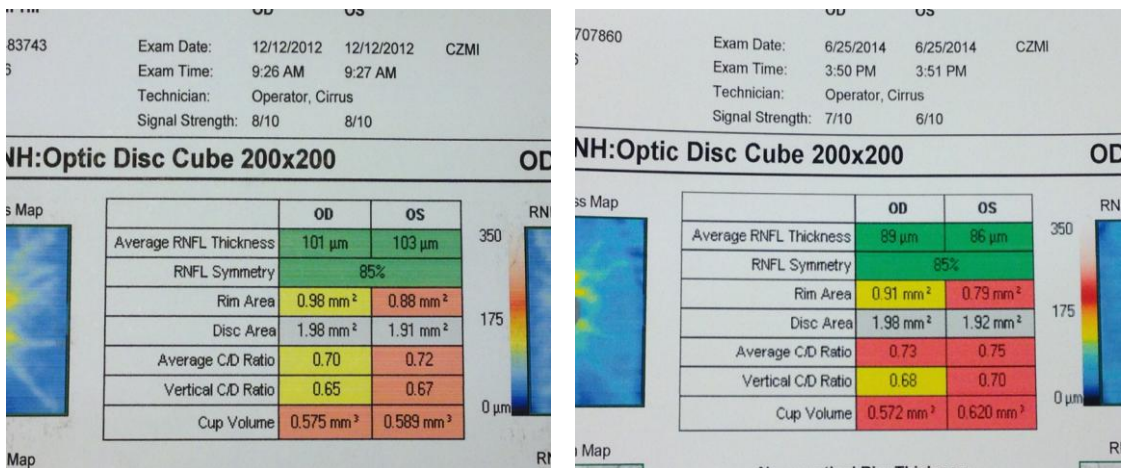 OD OS
83743
Exam Date: 12/12/2012 12/12/2012 CZMI
6
Exam Time: 9:26 AM 9:27 AM
Technician: Operator, Cirrus
Signal Strength: 8/10 8/10
NH:Optic Disc Cube 200x200 OD
s Map RN
OD OS
Average RNFL Thickness 101 µm 103 µm
350
RNFL Symmetry 85%
Rim Area 0.98 mm² 0.88 mm²
175
Disc Area 1.98 mm² 1.91 mm²
Average C/D Ratio 0.70 0.72
Vertical C/D Ratio 0.65 0.67
0 µm
Cup Volume 0.575 mm³ 0.589 mm³
Map RN
OD OS
707860
Exam Date: 6/25/2014 6/25/2014 CZMI
Exam Time: 3:50 PM 3:51 PM
Technician: Operator, Cirrus
Signal Strength: 7/10 6/10
NH:Optic Disc Cube 200x200 OD
ss Map RN
OD OS
Average RNFL Thickness 89 µm 86 µm
350
RNFL Symmetry 85%
Rim Area 0.91 mm² 0.79 mm²
175
Disc Area 1.98 mm² 1.92 mm²
Average C/D Ratio 0.73 0.75
Vertical C/D Ratio 0.68 0.70
0 µm
Cup Volume 0.572 mm³ 0.620 mm³
Map R